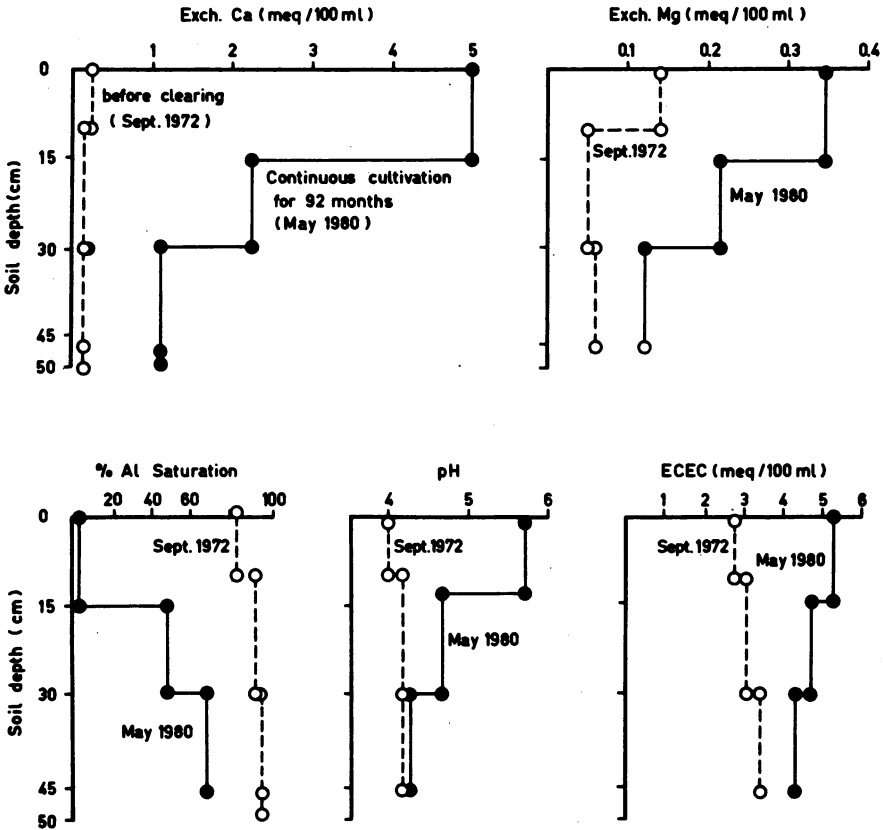 Exch. Ca (meq/100 ml)
1 2 3 4 5
0
15
30
45
50
Soil depth (cm)
before clearing
( Sept. 1972 )
Continuous cultivation
for 92 months
(May 1980 )
Exch. Mg (meq/100 ml)
0.1 0.2 0.3 0.4
Sept.1972
May 1980
% Al Saturation
20 40 60 100
0
15
30
45
50
Soil depth (cm)
Sept. 1972
May 1980
pH
4 5 6
Sept.1972
May 1980
ECEC (meq/100 ml)
1 2 3 4 5 6
Sept. 1972
May 1980